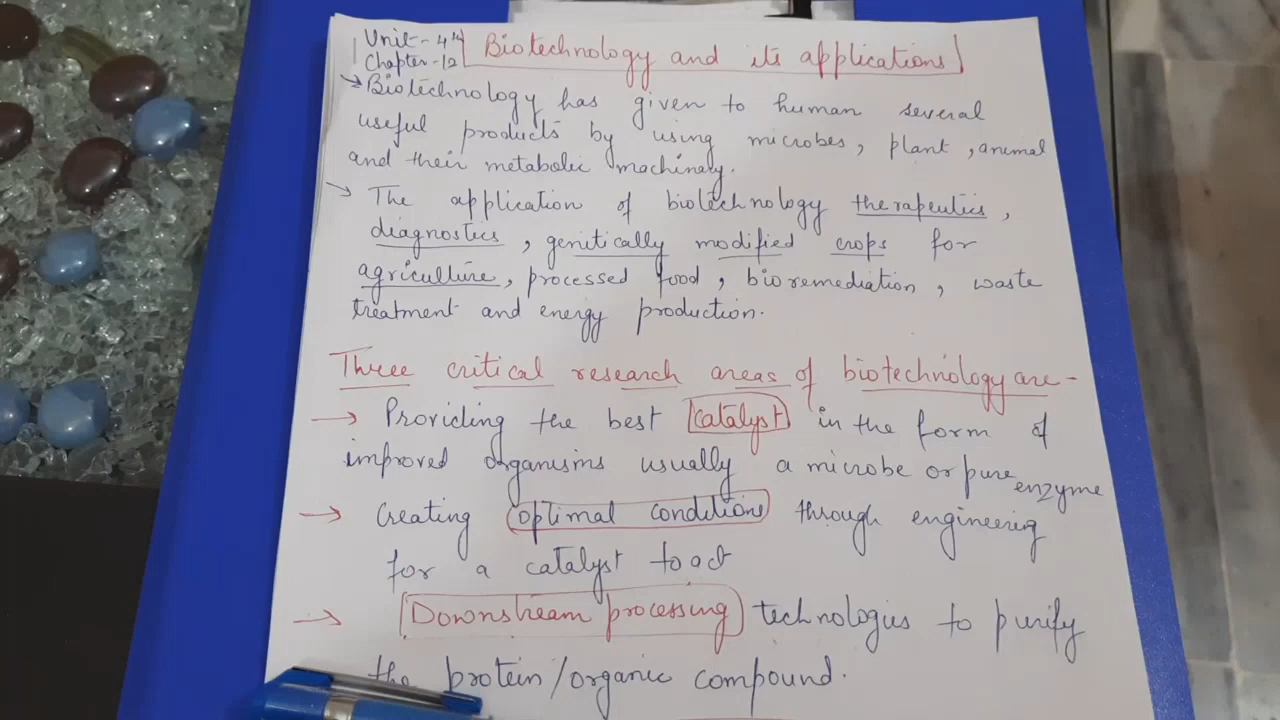 Unit-4th
Chapter-12
Biotechnology and its applications
→ Biotechnology has given to human several
useful products by using microbes, plant, animal
and their metabolic machinary.
→ The application of biotechnology therapeutics,
diagnostics, genitically modified crops for
agriculture, processed food, bioremediation, waste
treatment and energy production.
Three critical research areas of biotechnology are-
→ Providing the best catalyst in the form of
improved organisms usually a microbe or pure enzyme
→ Creating optimal conditions through engineering
for a catalyst to act
→ Downstream processing technologies to purify
the protein/organic compound.